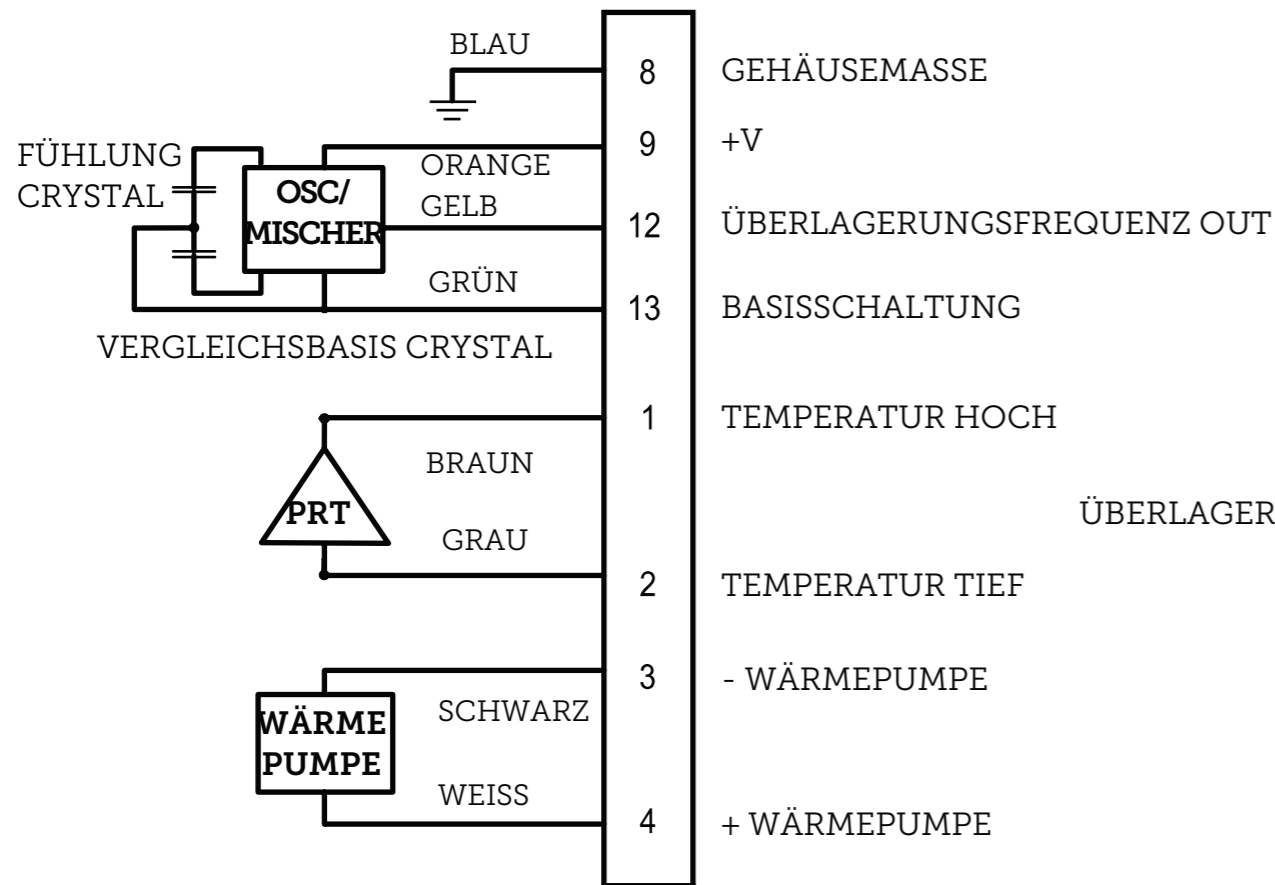 BLAU
8
GEHÄUSEMASSE
FÜHLUNG
CRYSTAL
OSC/
MISCHER
ORANGE
9
+V
GELB
12
ÜBERLAGERUNGSFREQUENZ OUT
GRÜN
13
BASISSCHALTUNG
VERGLEICHSBASIS CRYSTAL
1
TEMPERATUR HOCH
BRAUN
PRT
ÜBERLAGER
GRAU
2
TEMPERATUR TIEF
3
- WÄRMEPUMPE
SCHWARZ
WÄRME
PUMPE
WEISS
4
+ WÄRMEPUMPE